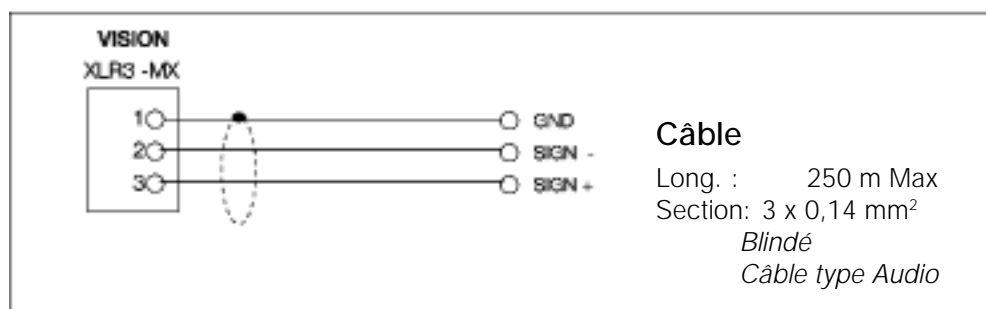 VISION
XLR3 -MX
1 GND
2 SIGN -
3 SIGN +
Câble
Long. : 250 m Max
Section: 3 x 0,14 mm²
Blindé
Câble type Audio